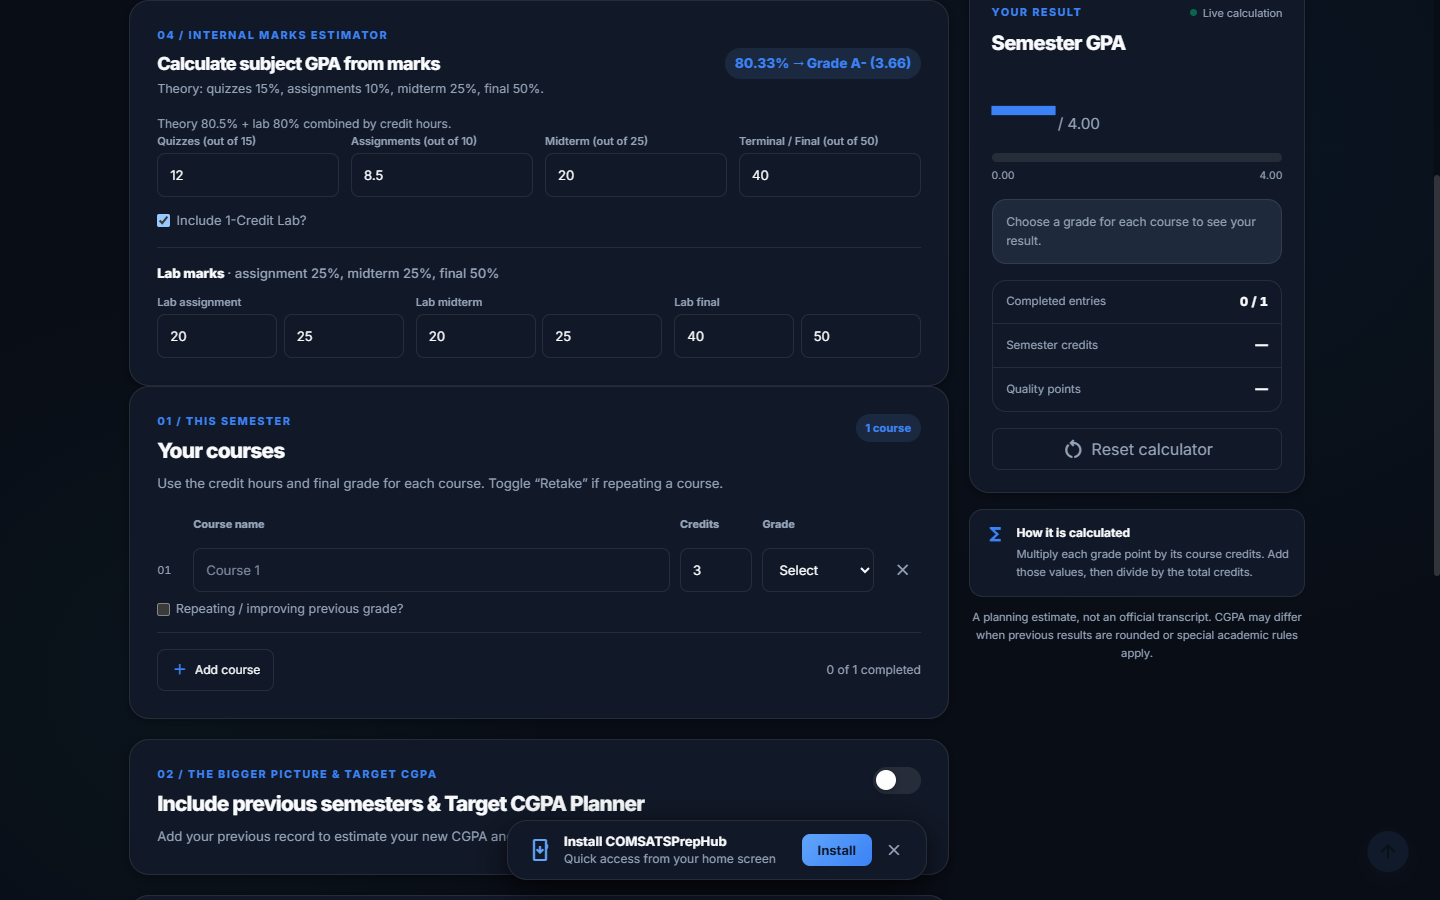 04 / INTERNAL MARKS ESTIMATOR
Calculate subject GPA from marks
80.33% → Grade A- (3.66)
Theory: quizzes 15%, assignments 10%, midterm 25%, final 50%.
Theory 80.5% + lab 80% combined by credit hours.
Quizzes (out of 15)
Assignments (out of 10)
Midterm (out of 25)
Terminal / Final (out of 50)
12
8.5
20
40
Include 1-Credit Lab?
Lab marks · assignment 25%, midterm 25%, final 50%
Lab assignment
Lab midterm
Lab final
20
25
20
25
40
50
01 / THIS SEMESTER
Your courses
1 course
Use the credit hours and final grade for each course. Toggle “Retake” if repeating a course.
Course name
Credits
Grade
01
Course 1
3
Select
Repeating / improving previous grade?
Add course
0 of 1 completed
02 / THE BIGGER PICTURE & TARGET CGPA
Include previous semesters & Target CGPA Planner
Add your previous record to estimate your new CGPA an
Install COMSATSPrepHub
Quick access from your home screen
Install
YOUR RESULT
Live calculation
Semester GPA
/ 4.00
0.00
4.00
Choose a grade for each course to see your
result.
Completed entries
0 / 1
Semester credits
—
Quality points
—
Reset calculator
How it is calculated
Multiply each grade point by its course credits. Add
those values, then divide by the total credits.
A planning estimate, not an official transcript. CGPA may differ
when previous results are rounded or special academic rules
apply.